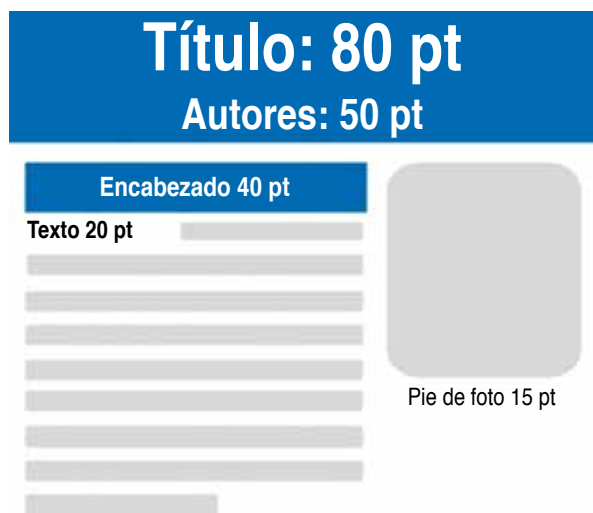 Título: 80 pt
Autores: 50 pt
Encabezado 40 pt
Texto 20 pt
Pie de foto 15 pt